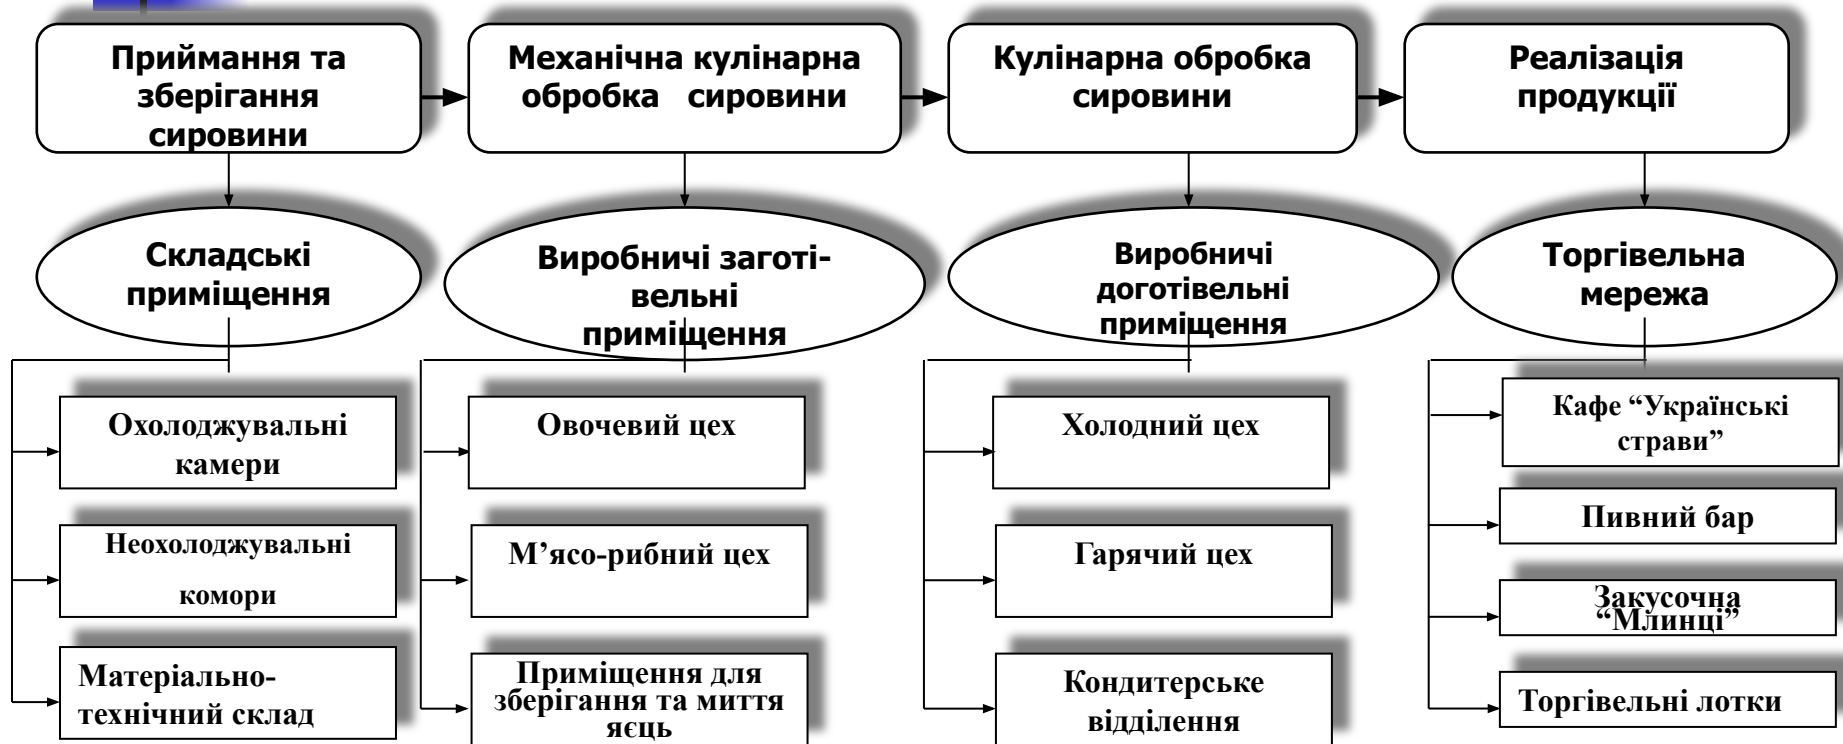 Приймання та
зберігання
сировини
Механічна кулінарна
обробка сировини
Кулінарна обробка
сировини
Реалізація
продукції
Складські
приміщення
Виробничі заготі-
вельні
приміщення
Виробничі
доготівельні
приміщення
Торгівельна
мережа
Охолоджувальні
камери
Неохолоджувальні
комори
Матеріально-
технічний склад
Овочевий цех
М’ясо-рибний цех
Приміщення для
зберігання та миття
яєць
Холодний цех
Гарячий цех
Кондитерське
відділення
Кафе “Українські
страви”
Пивний бар
Закусочна
“Млинці”
Торгівельні лотки